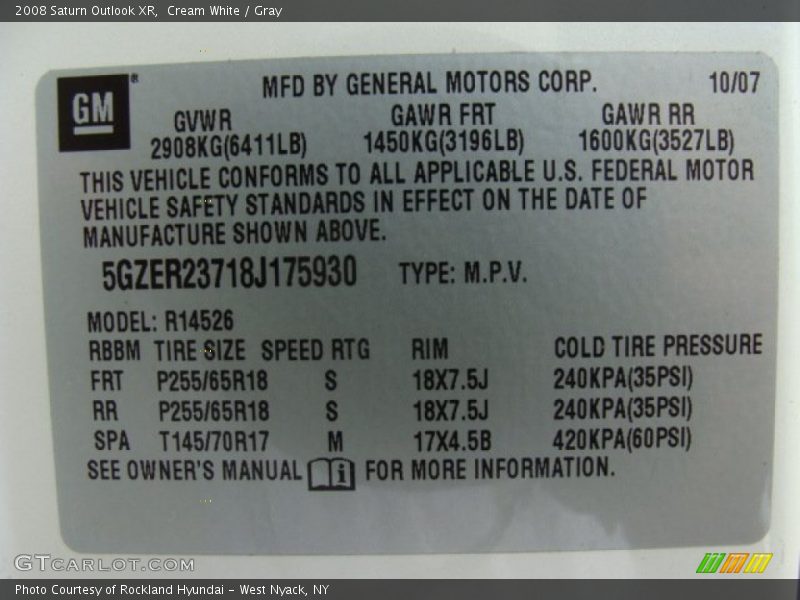 2008 Saturn Outlook XR,  Cream White / Gray
MFD BY GENERAL MOTORS CORP. 10/07
GM®
GVWR GAWR FRT GAWR RR
2908KG(6411LB) 1450KG(3196LB) 1600KG(3527LB)
THIS VEHICLE CONFORMS TO ALL APPLICABLE U.S. FEDERAL MOTOR
VEHICLE SAFETY STANDARDS IN EFFECT ON THE DATE OF
MANUFACTURE SHOWN ABOVE.
5GZER23718J175930 TYPE: M.P.V.
MODEL: R14526
RBBM TIRE SIZE SPEED RTG RIM COLD TIRE PRESSURE
FRT P255/65R18 S 18X7.5J 240KPA(35PSI)
RR P255/65R18 S 18X7.5J 240KPA(35PSI)
SPA T145/70R17 M 17X4.5B 420KPA(60PSI)
SEE OWNER'S MANUAL i FOR MORE INFORMATION.
GTCARLOT.COM
Photo Courtesy of Rockland Hyundai - West Nyack, NY